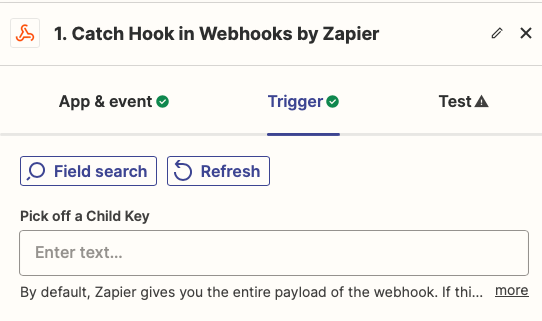 1. Catch Hook in Webhooks by Zapier
App & event Trigger Test
Field search Refresh
Pick off a Child Key
Enter text...
By default, Zapier gives you the entire payload of the webhook. If thi... more